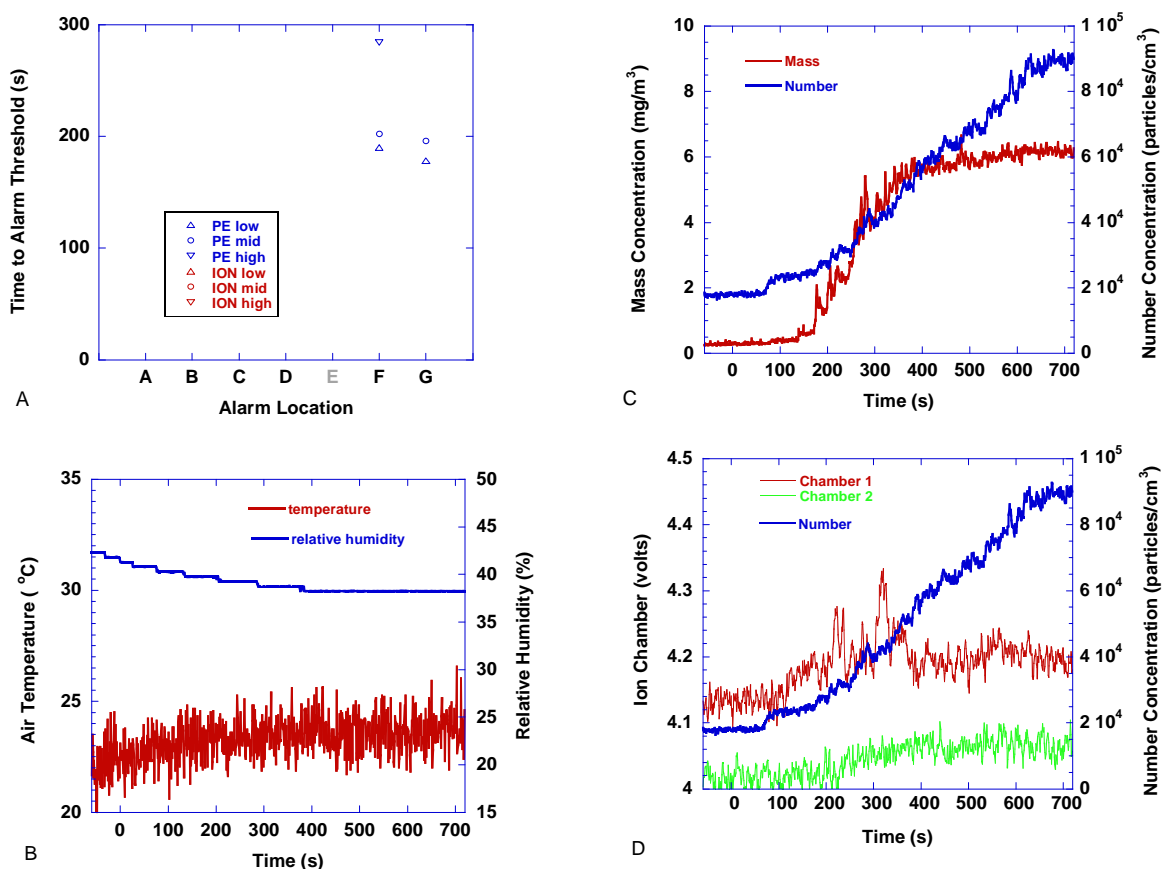 300
200
100
0
Time to Alarm Threshold (s)
PE low
PE mid
PE high
ION low
ION mid
ION high
A B C D E F G
Alarm Location
A
10
8
6
4
2
0
Mass Concentration (mg/m³)
Mass
Number
1 10⁵
8 10⁴
6 10⁴
4 10⁴
2 10⁴
0
Number Concentration (particles/cm³)
0 100 200 300 400 500 600 700
Time (s)
C
35
30
25
20
Air Temperature ( °C)
temperature
relative humidity
50
45
40
35
30
25
20
15
Relative Humidity (%)
0 100 200 300 400 500 600 700
Time (s)
B
4.5
4.4
4.3
4.2
4.1
4
Ion Chamber (volts)
Chamber 1
Chamber 2
Number
1 10⁵
8 10⁴
6 10⁴
4 10⁴
2 10⁴
0
Number Concentration (particles/cm³)
0 100 200 300 400 500 600 700
Time (s)
D